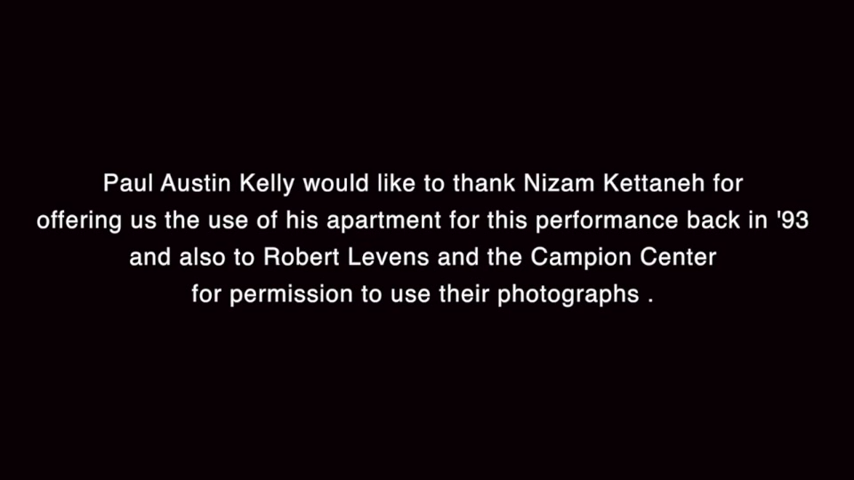 Paul Austin Kelly would like to thank Nizam Kettaneh for
offering us the use of his apartment for this performance back in '93
and also to Robert Levens and the Campion Center
for permission to use their photographs .